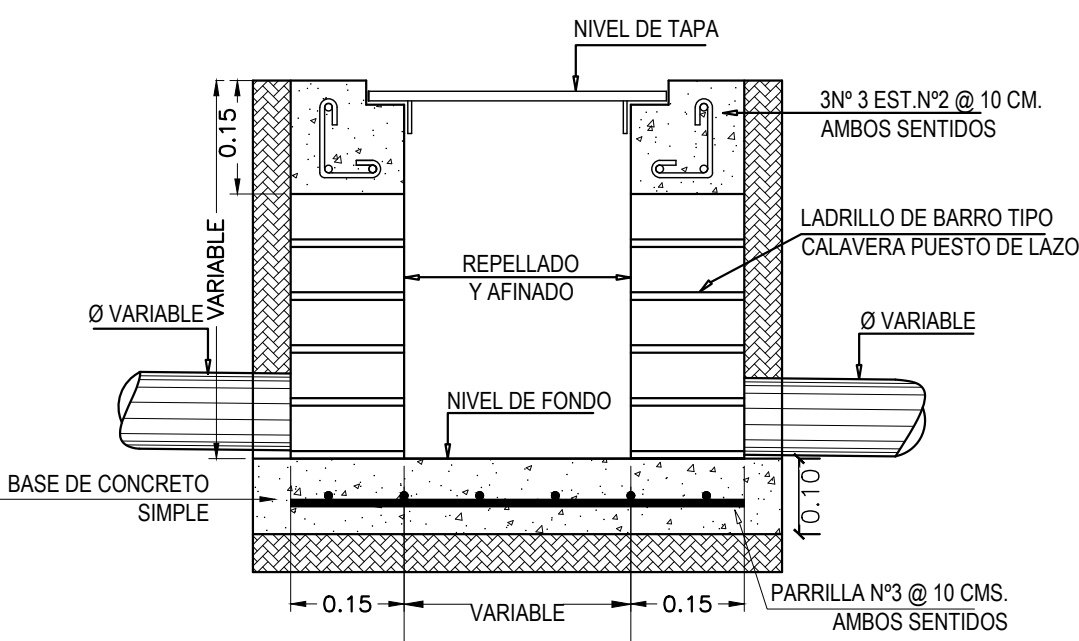 NIVEL DE TAPA
3Nº 3 EST.Nº2 @ 10 CM.
AMBOS SENTIDOS
0.15
VARIABLE
LADRILLO DE BARRO TIPO
CALAVERA PUESTO DE LAZO
REPELLADO
Y AFINADO
Ø VARIABLE
Ø VARIABLE
NIVEL DE FONDO
BASE DE CONCRETO
SIMPLE
0.10
PARRILLA Nº3 @ 10 CMS.
AMBOS SENTIDOS
0.15
VARIABLE
0.15